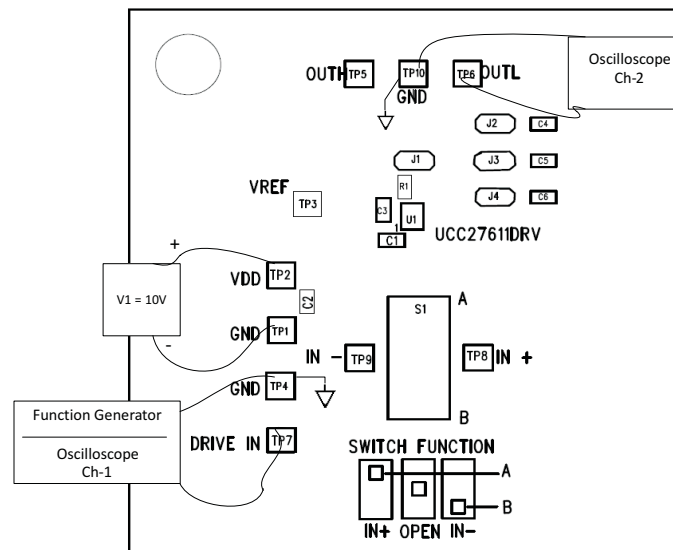 Oscilloscope
Ch-2
OUTH TP5 TP10 TP6 OUTL
GND
J2 C4
J1 J3 C5
VREF
R1
J4 C6
TP3
C3 U1
1
C1
UCC27611DRV
+
VDD TP2
V1 = 10V
C2
S1
A
GND TP1
-
IN - TP9
TP8 IN +
GND TP4
B
Function Generator
Oscilloscope
Ch-1
DRIVE IN TP7
SWITCH FUNCTION
A
B
IN+ OPEN IN-